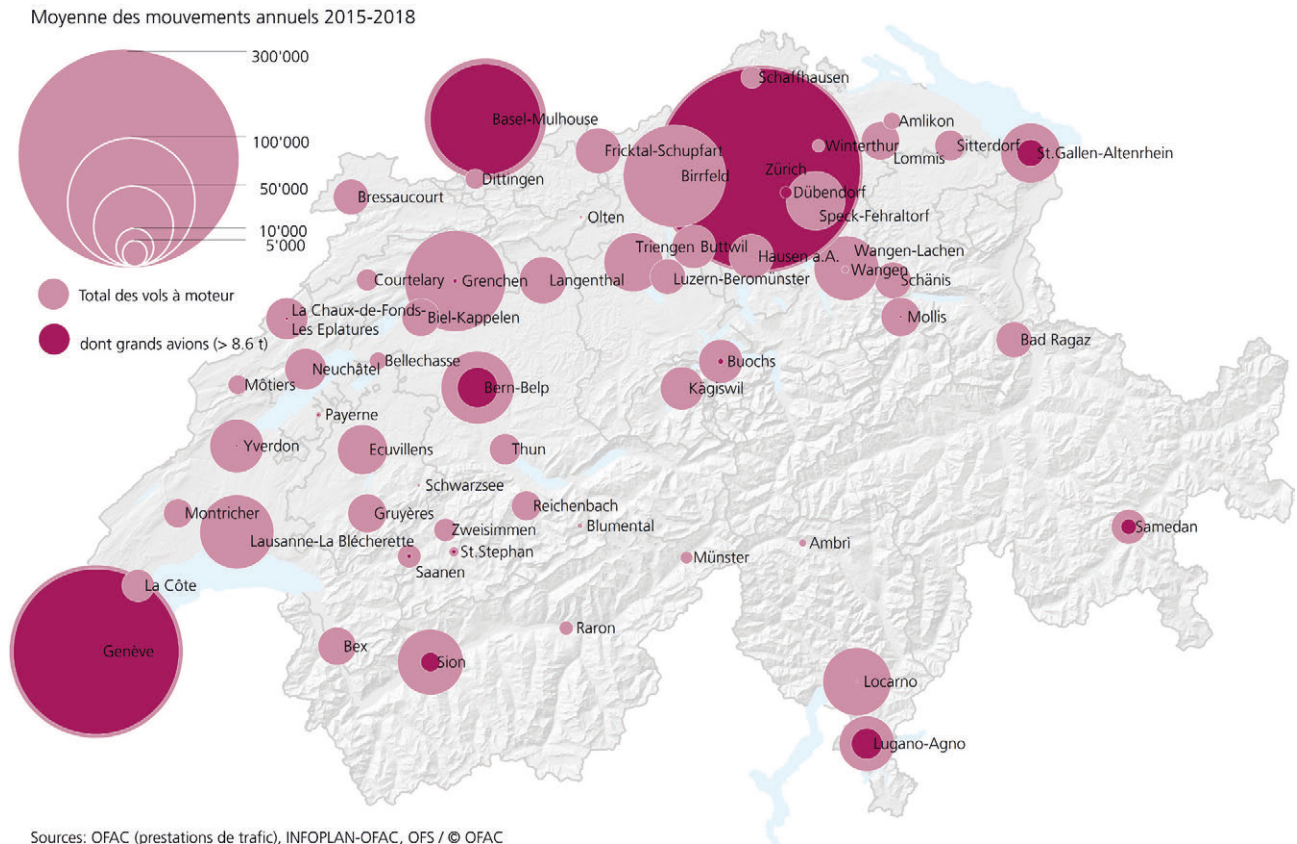 Moyenne des mouvements annuels 2015-2018
300'000
100'000
50'000
10'000
5'000
Total des vols à moteur
dont grands avions (> 8.6 t)
Schaffhausen
Basel-Mulhouse
Amlikon
Fricktal-Schupfart
Winterthur
Sitterdorf
St.Gallen-Altenrhein
Lommis
Birrfeld
Zürich
Dittingen
Dübendorf
Bressaucourt
Olten
Speck-Fehraltorf
Triengen
Buttwil
Hausen a.A.
Wangen-Lachen
Wangen
Courtelary
Grenchen
Langenthal
Luzern-Beromünster
Schänis
La Chaux-de-Fonds-
Les Eplatures
Biel-Kappelen
Mollis
Bad Ragaz
Neuchâtel
Bellechasse
Buochs
Môtiers
Bern-Belp
Kägiswil
Payerne
Yverdon
Ecuvillens
Thun
Schwarzsee
Montricher
Gruyères
Reichenbach
Lausanne-La Blécherette
Zweisimmen
Blumental
Samedan
St.Stephan
Ambri
Saanen
Münster
La Côte
Raron
Genève
Bex
Sion
Locarno
Lugano-Agno
Sources: OFAC (prestations de trafic), INFOPLAN-OFAC, OFS / © OFAC